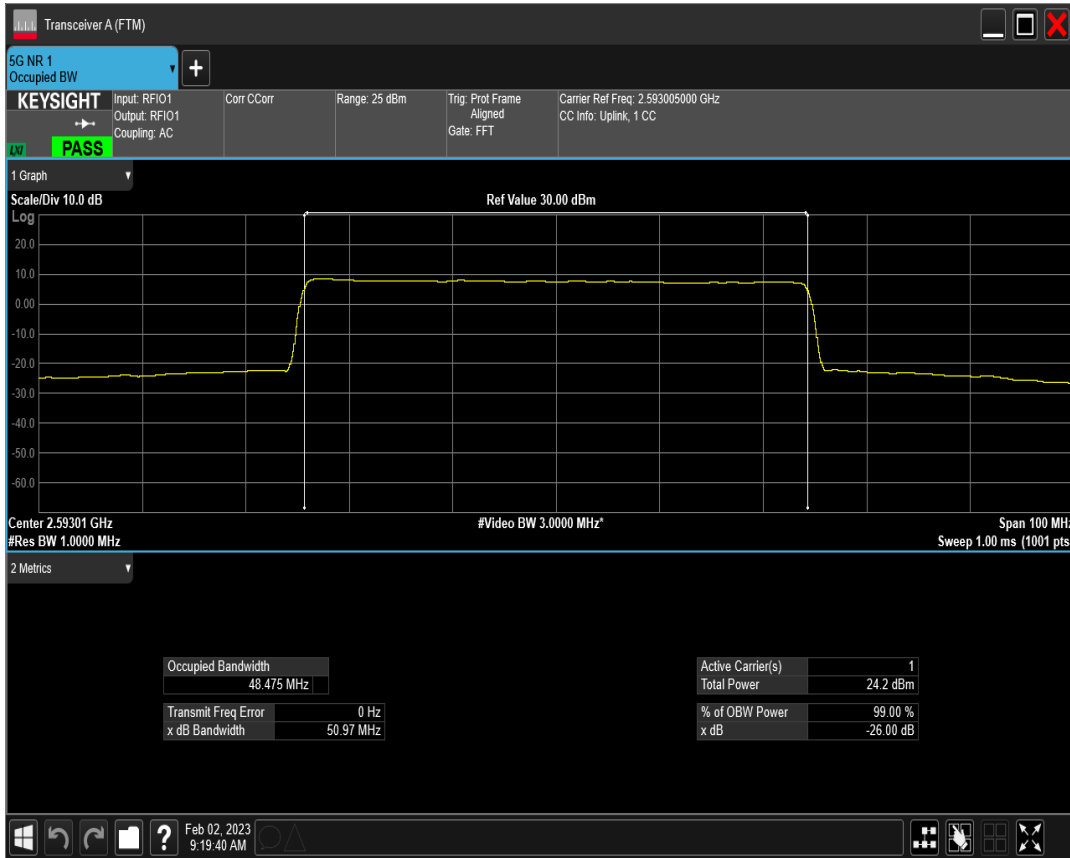 Transceiver A (FTM)
5G NR 1
Occupied BW
+
KEYSIGHT
LXI
PASS
Input: RFIO1
Output: RFIO1
Coupling: AC
Corr CCorr
Range: 25 dBm
Trig: Prot Frame
Aligned
Gate: FFT
Carrier Ref Freq: 2.593005000 GHz
CC Info: Uplink, 1 CC
1 Graph
Scale/Div 10.0 dB
Ref Value 30.00 dBm
Log
20.0
10.0
0.00
-10.0
-20.0
-30.0
-40.0
-50.0
-60.0
Center 2.59301 GHz
#Video BW 3.0000 MHz*
Span 100 MHz
#Res BW 1.0000 MHz
Sweep 1.00 ms (1001 pts
2 Metrics
Occupied Bandwidth
48.475 MHz
Transmit Freq Error 0 Hz
x dB Bandwidth 50.97 MHz
Active Carrier(s) 1
Total Power 24.2 dBm
% of OBW Power 99.00 %
x dB -26.00 dB
?
Feb 02, 2023
9:19:40 AM